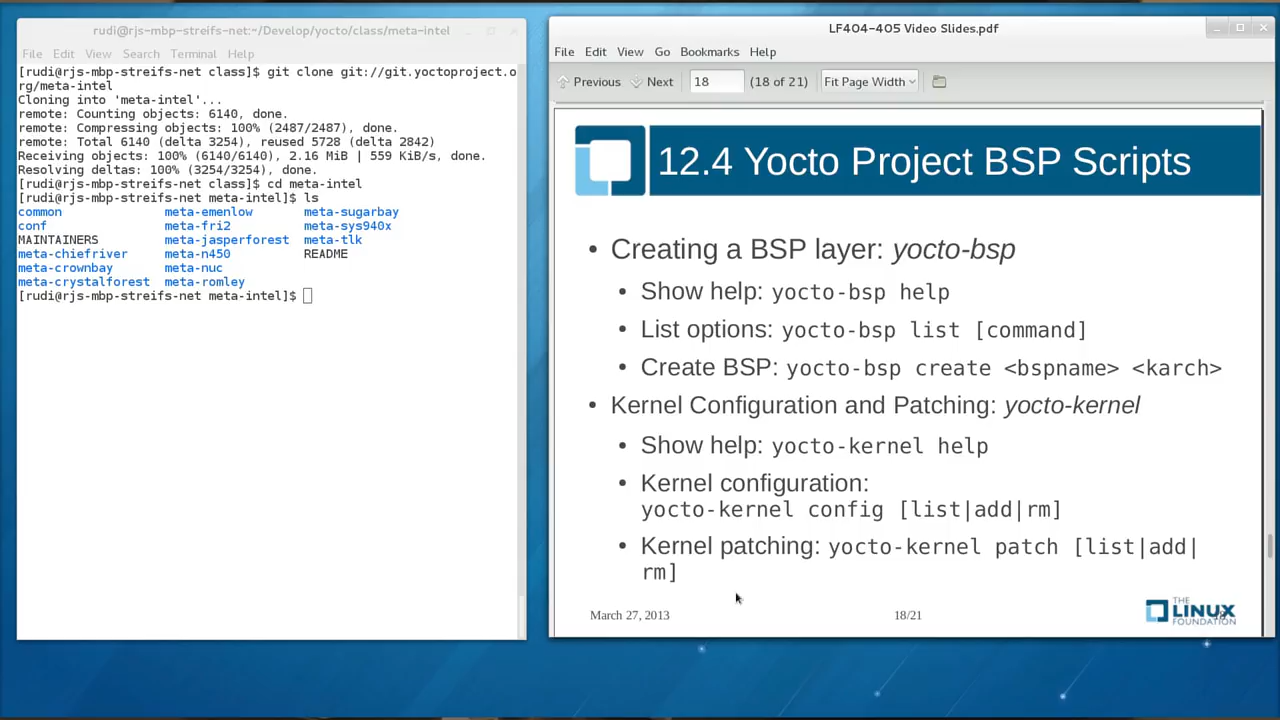 rudi@rjs-mbp-streifs-net:~/Develop/yocto/class/meta-intel
File Edit View Search Terminal Help
[rudi@rjs-mbp-streifs-net class]$ git clone git://git.yoctoproject.o
rg/meta-intel
Cloning into 'meta-intel'...
remote: Counting objects: 6140, done.
remote: Compressing objects: 100% (2487/2487), done.
remote: Total 6140 (delta 3254), reused 5728 (delta 2842)
Receiving objects: 100% (6140/6140), 2.16 MiB | 559 KiB/s, done.
Resolving deltas: 100% (3254/3254), done.
[rudi@rjs-mbp-streifs-net class]$ cd meta-intel
[rudi@rjs-mbp-streifs-net meta-intel]$ ls
common meta-emenlow meta-sugarbay
conf meta-fri2 meta-sys940x
MAINTAINERS meta-jasperforest meta-tlk
meta-chiefriver meta-n450 README
meta-crownbay meta-nuc
meta-crystalforest meta-romley
[rudi@rjs-mbp-streifs-net meta-intel]$
LF404-405 Video Slides.pdf
File Edit View Go Bookmarks Help
Previous Next 18 (18 of 21) Fit Page Width
12.4 Yocto Project BSP Scripts
• Creating a BSP layer: yocto-bsp
• Show help: yocto-bsp help
• List options: yocto-bsp list [command]
• Create BSP: yocto-bsp create <bspname> <karch>
• Kernel Configuration and Patching: yocto-kernel
• Show help: yocto-kernel help
• Kernel configuration:
yocto-kernel config [list|add|rm]
• Kernel patching: yocto-kernel patch [list|add|
rm]
March 27, 2013
18/21
THE
LINUX
FOUNDATION